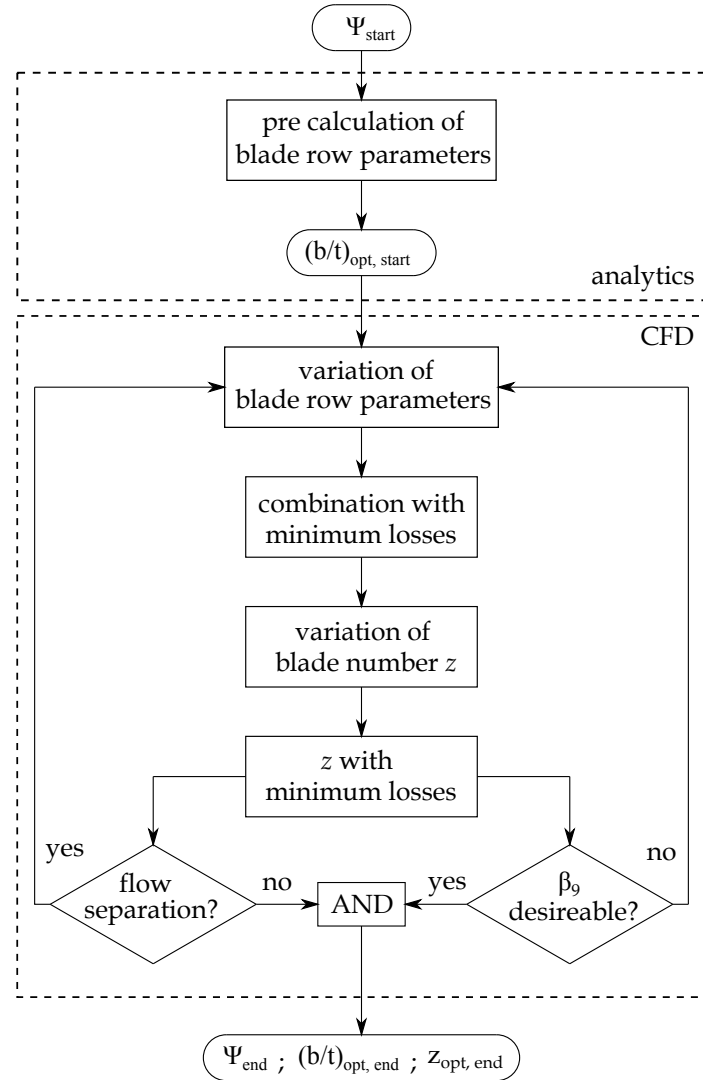 Ψstart
pre calculation of
blade row parameters
(b/t)opt, start
analytics
CFD
variation of
blade row parameters
combination with
minimum losses
variation of
blade number z
z with
minimum losses
yes
flow
separation?
no
AND
yes
β9
desireable?
no
Ψend ; (b/t)opt, end ; zopt, end